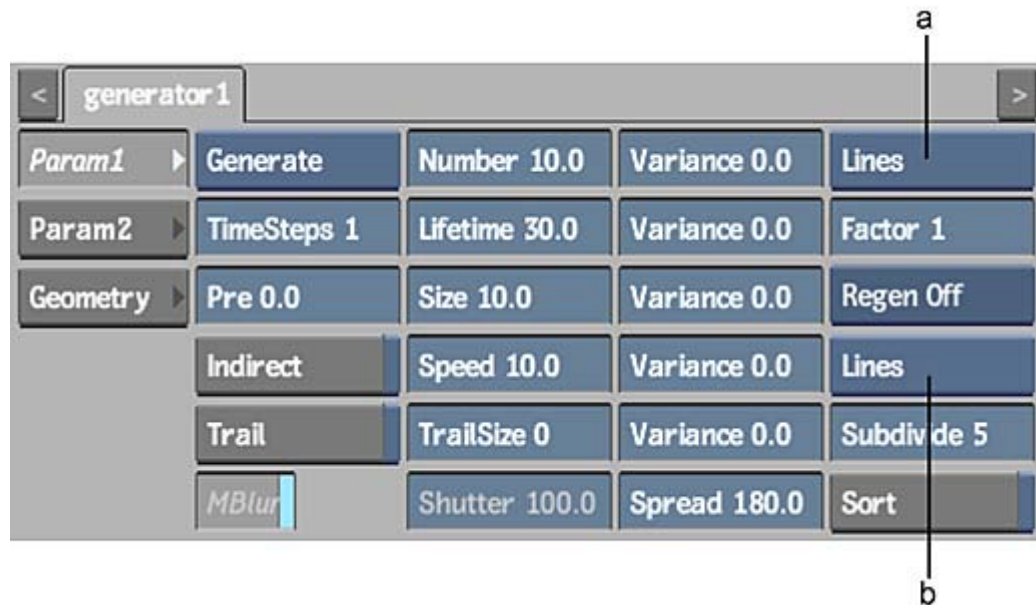 a
< generator1 >
Param1 Generate Number 10.0 Variance 0.0 Lines
Param2 TimeSteps 1 Lifetime 30.0 Variance 0.0 Factor 1
Geometry Pre 0.0 Size 10.0 Variance 0.0 Regen Off
Indirect Speed 10.0 Variance 0.0 Lines
Trail TrailSize 0 Variance 0.0 Subdivide 5
MBlur Shutter 100.0 Spread 180.0 Sort
b